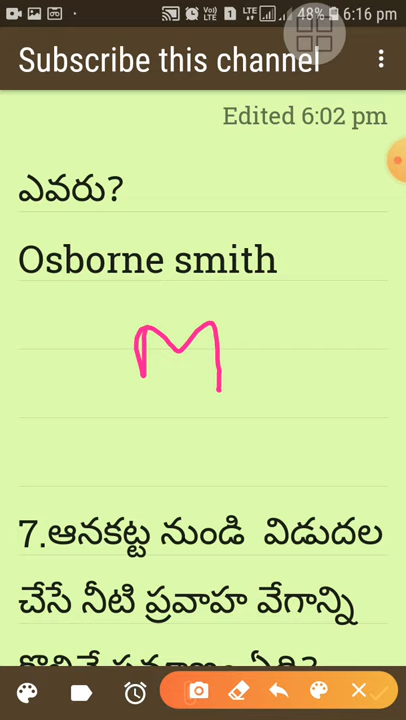 48% 6:16 pm
Subscribe this channel
Edited 6:02 pm
ఎవరు?
Osborne smith
M
7.ఆనకట్ట నుండి విడుదల
చేసే నీటి ప్రవాహ వేగాన్ని